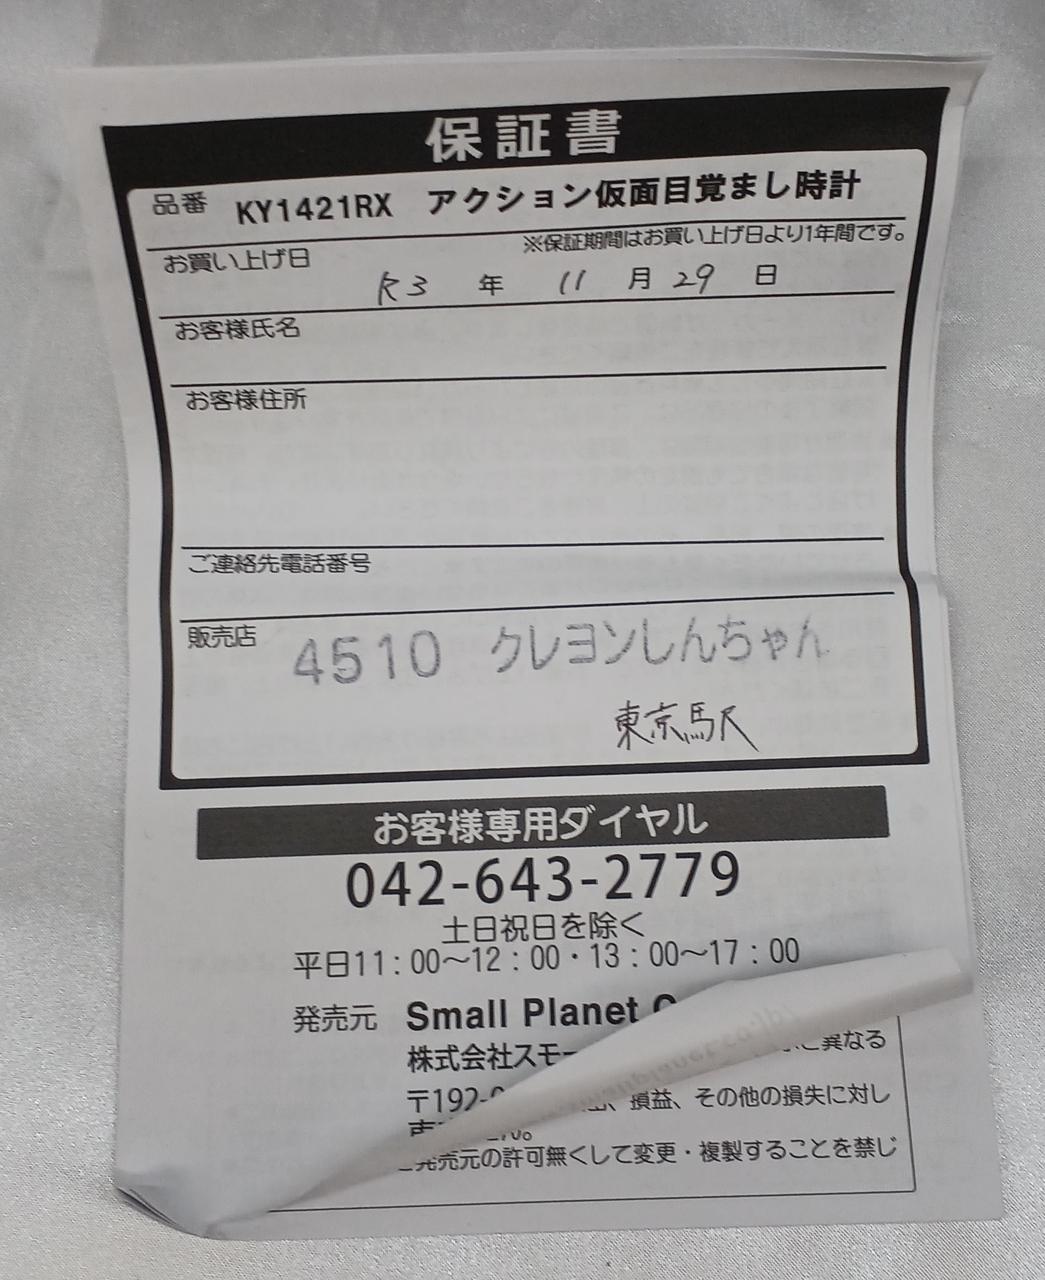 保証書
品番 KY1421RX アクション仮面目覚まし時計
※保証期間はお買い上げ日より1年間です。
お買い上げ日
R3 年 11 月 29 日
お客様氏名
お客様住所
ご連絡先電話番号
販売店 4510 クレヨンしんちゃん
東京駅
お客様専用ダイヤル
042-643-2779
土日祝日を除く
平日11:00～12:00・13:00～17:00
発売元 Small Planet
株式会社スモー
異なる
〒192-
、損益、その他の損失に対し
発売元の許可無くして変更・複製することを禁じ